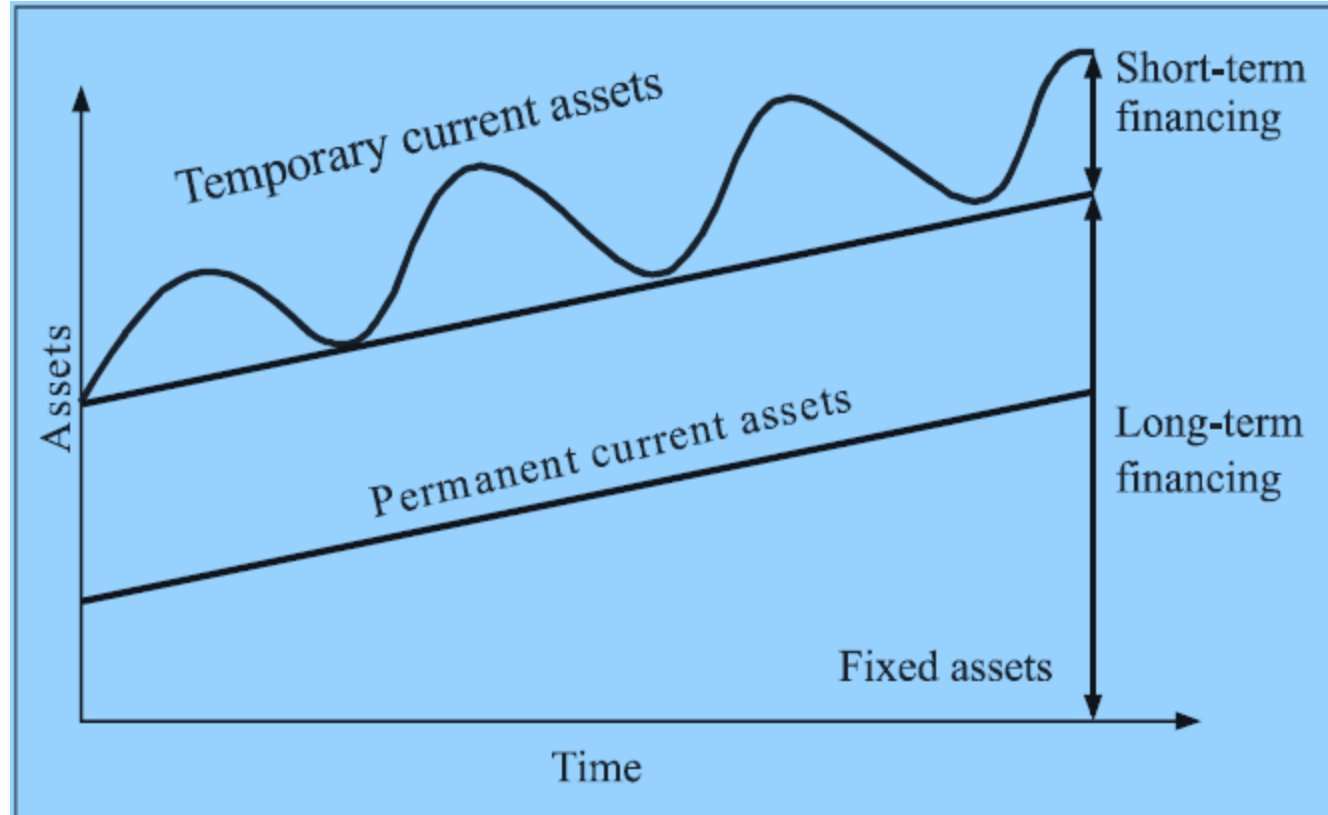 Short-term
financing
Temporary current assets
Assets
Permanent current assets
Long-term
financing
Fixed assets
Time